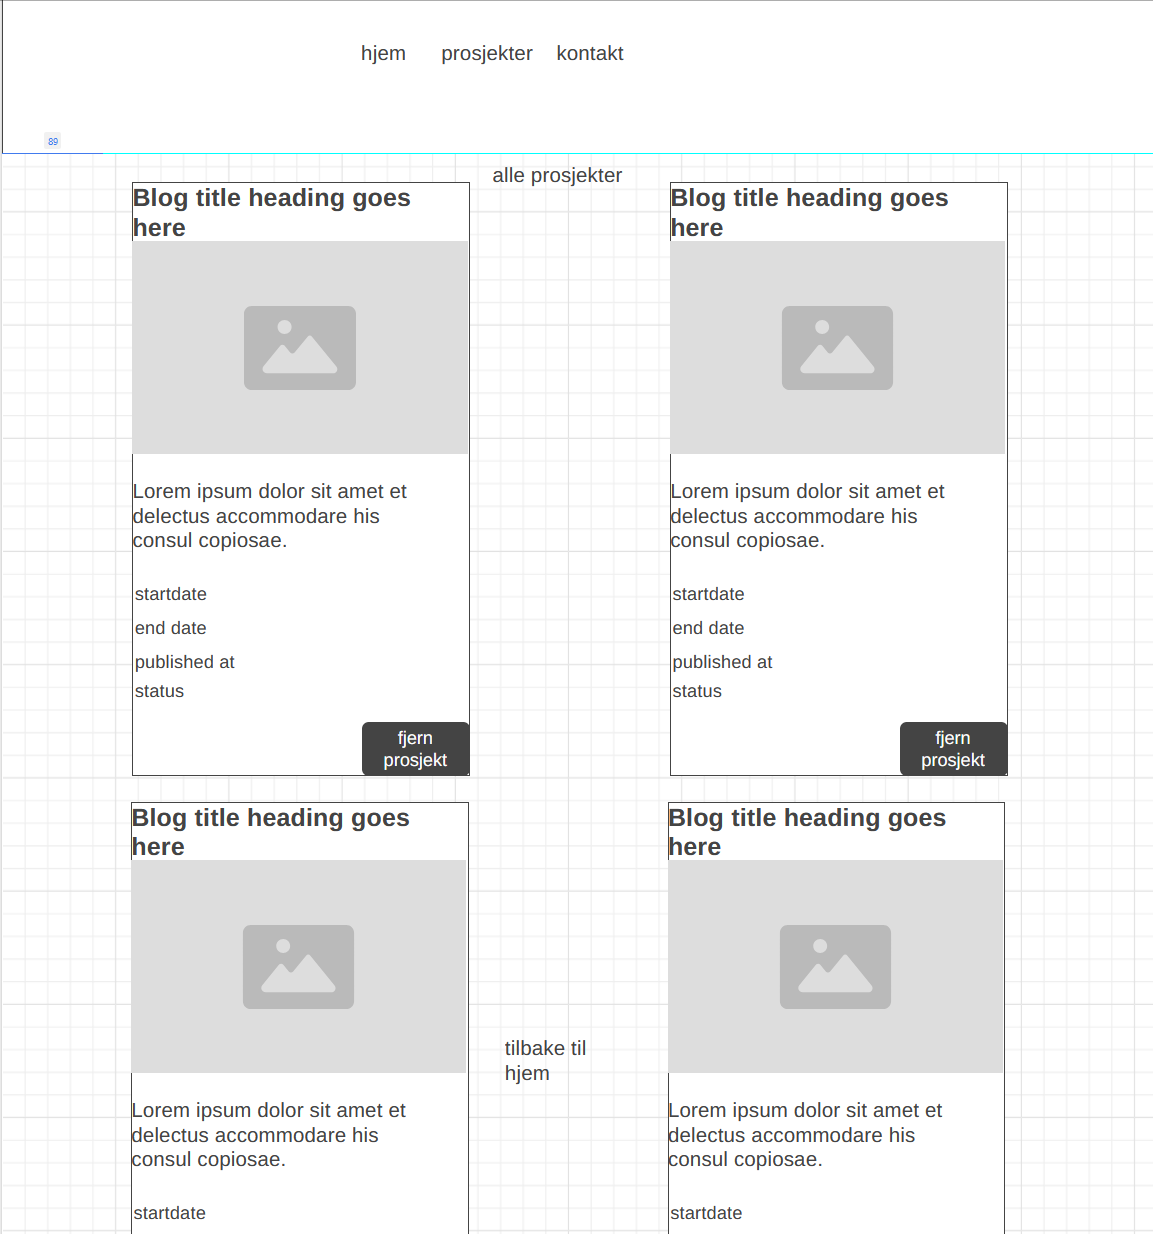 hjem prosjekter kontakt
89
alle prosjekter
Blog title heading goes
here
Lorem ipsum dolor sit amet et
delectus accommodare his
consul copiosae.
startdate
end date
published at
status
fjern
prosjekt
Blog title heading goes
here
Lorem ipsum dolor sit amet et
delectus accommodare his
consul copiosae.
startdate
end date
published at
status
fjern
prosjekt
Blog title heading goes
here
Lorem ipsum dolor sit amet et
delectus accommodare his
consul copiosae.
startdate
tilbake til
hjem
Blog title heading goes
here
Lorem ipsum dolor sit amet et
delectus accommodare his
consul copiosae.
startdate